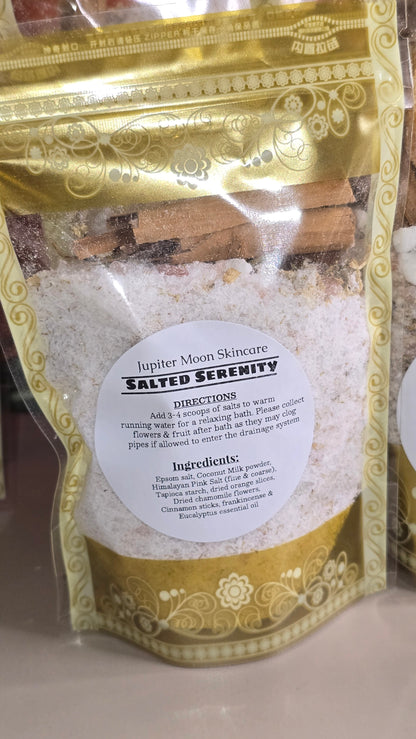 ZIPPER
Jupiter Moon Skincare
SALTED SERENITY
DIRECTIONS
Add 3-4 scoops of salts to warm
running water for a relaxing bath. Please collect
flowers & fruit after bath as they may clog
pipes if allowed to enter the drainage system
Ingredients:
Epsom salt, Coconut Milk powder,
Himalayan Pink Salt (fine & coarse),
Tapioca starch, dried orange slices,
Dried chamomile flowers,
Cinnamon sticks, frankincense &
Eucalyptus essential oil